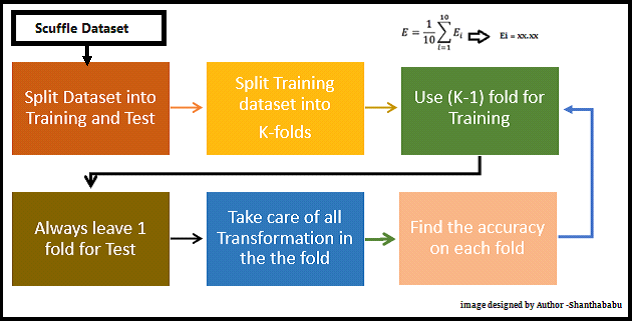 Scuffle Dataset
E = 1/10 ∑ i=1 10 Ei
Ei = xx.xx
Split Dataset into
Training and Test
Split Training
dataset into
K-folds
Use (K-1) fold for
Training
Always leave 1
fold for Test
Take care of all
Transformation in
the the fold
Find the accuracy
on each fold
image designed by Author -Shanthababu